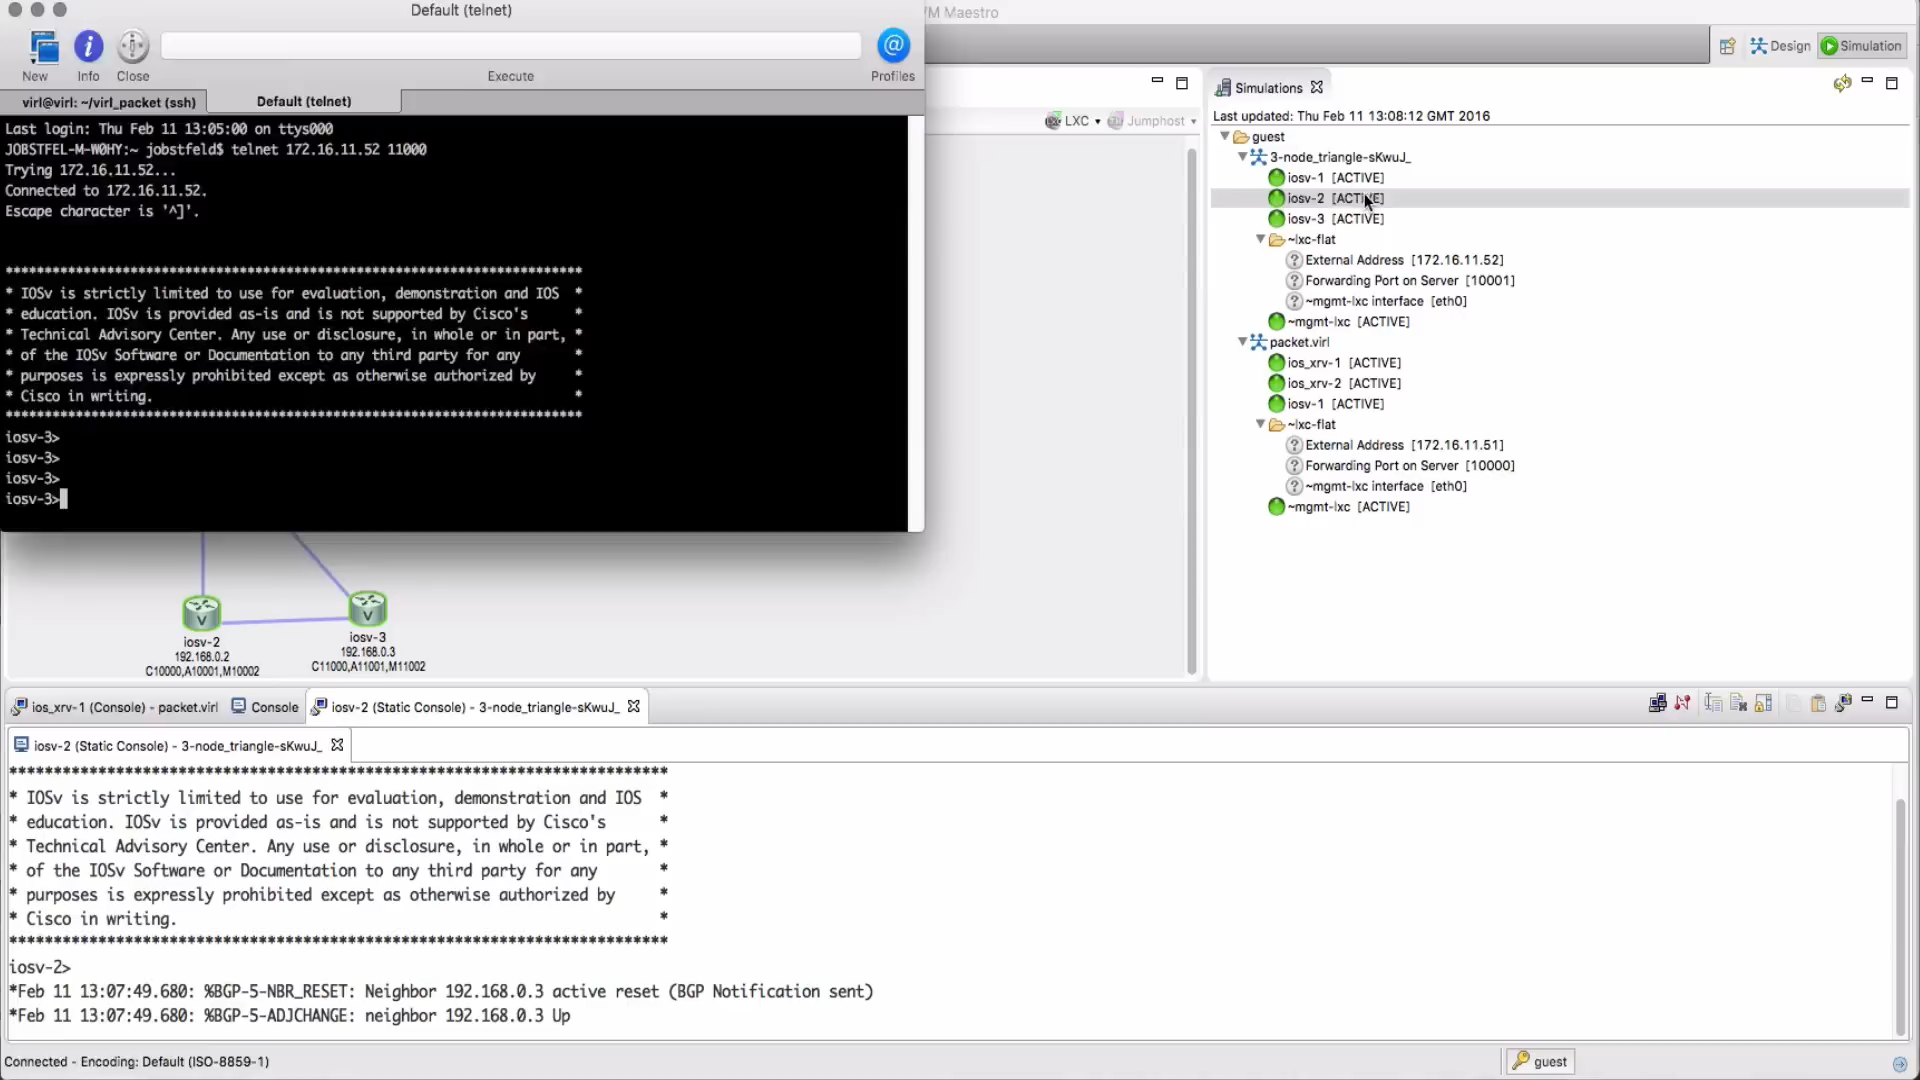 Default (telnet)
New
Info
Close
Execute
Profiles
virl@virl: ~/virl_packet (ssh)
Default (telnet)
Last login: Thu Feb 11 13:05:00 on ttys000
JOBSTFEL-M-W0HY:~ jobstfeld$ telnet 172.16.11.52 11000
Trying 172.16.11.52...
Connected to 172.16.11.52.
Escape character is '^]'.
**************************************************************************
* IOSv is strictly limited to use for evaluation, demonstration and IOS  *
* education. IOSv is provided as-is and is not supported by Cisco's      *
* Technical Advisory Center. Any use or disclosure, in whole or in part, *
* of the IOSv Software or Documentation to any third party for any       *
* purposes is expressly prohibited except as otherwise authorized by     *
* Cisco in writing.                                                      *
**************************************************************************
iosv-3>
iosv-3>
iosv-3>
iosv-3>
VM Maestro
Design
Simulation
LXC
Jumphost
Simulations
Last updated: Thu Feb 11 13:08:12 GMT 2016
guest
3-node_triangle-sKwuJ_
iosv-1 [ACTIVE]
iosv-2 [ACTIVE]
iosv-3 [ACTIVE]
~lxc-flat
External Address [172.16.11.52]
Forwarding Port on Server [10001]
~mgmt-lxc interface [eth0]
~mgmt-lxc [ACTIVE]
packet.virl
ios_xrv-1 [ACTIVE]
ios_xrv-2 [ACTIVE]
iosv-1 [ACTIVE]
~lxc-flat
External Address [172.16.11.51]
Forwarding Port on Server [10000]
~mgmt-lxc interface [eth0]
~mgmt-lxc [ACTIVE]
V
iosv-2
192.168.0.2
C10000,A10001,M10002
V
iosv-3
192.168.0.3
C11000,A11001,M11002
ios_xrv-1 (Console) - packet.virl
Console
iosv-2 (Static Console) - 3-node_triangle-sKwuJ_
iosv-2 (Static Console) - 3-node_triangle-sKwuJ_
**************************************************************************
* IOSv is strictly limited to use for evaluation, demonstration and IOS  *
* education. IOSv is provided as-is and is not supported by Cisco's      *
* Technical Advisory Center. Any use or disclosure, in whole or in part, *
* of the IOSv Software or Documentation to any third party for any       *
* purposes is expressly prohibited except as otherwise authorized by     *
* Cisco in writing.                                                      *
**************************************************************************
iosv-2>
*Feb 11 13:07:49.680: %BGP-5-NBR_RESET: Neighbor 192.168.0.3 active reset (BGP Notification sent)
*Feb 11 13:07:49.680: %BGP-5-ADJCHANGE: neighbor 192.168.0.3 Up
Connected - Encoding: Default (ISO-8859-1)
guest